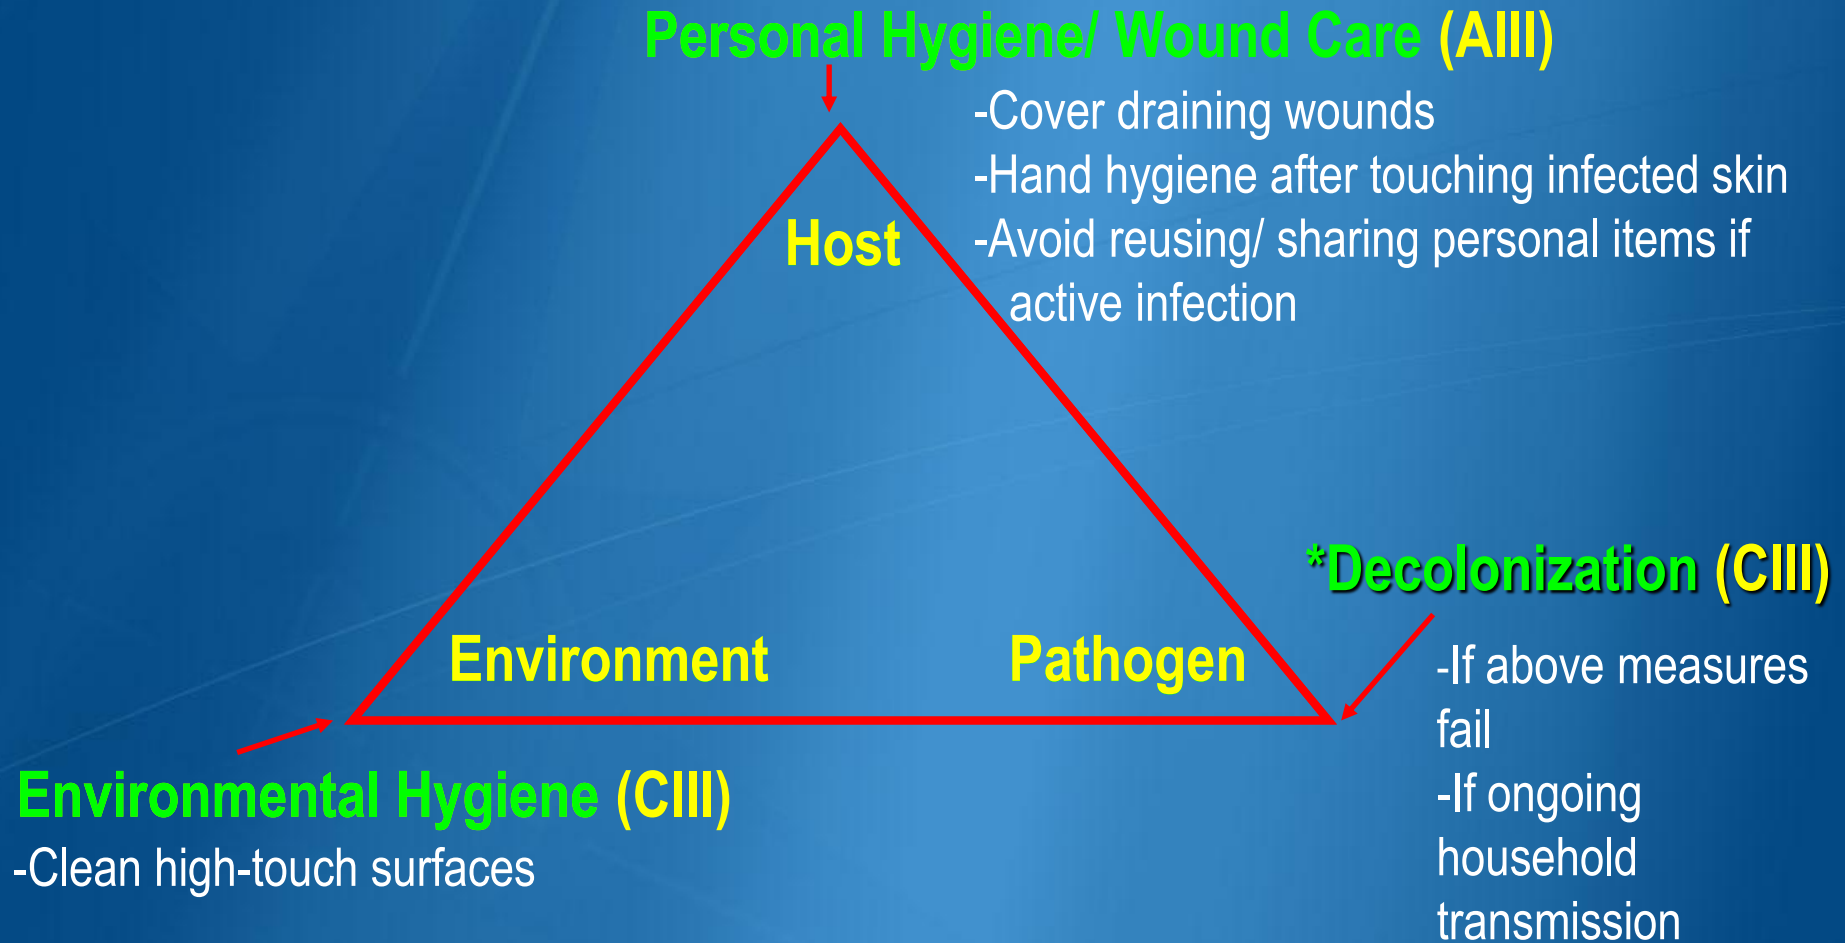 Personal Hygiene/ Wound Care (AIII)
-Cover draining wounds
-Hand hygiene after touching infected skin
-Avoid reusing/ sharing personal items if
active infection
Host
Environment
Pathogen
*Decolonization (CIII)
-If above measures
fail
-If ongoing
household
transmission
Environmental Hygiene (CIII)
-Clean high-touch surfaces